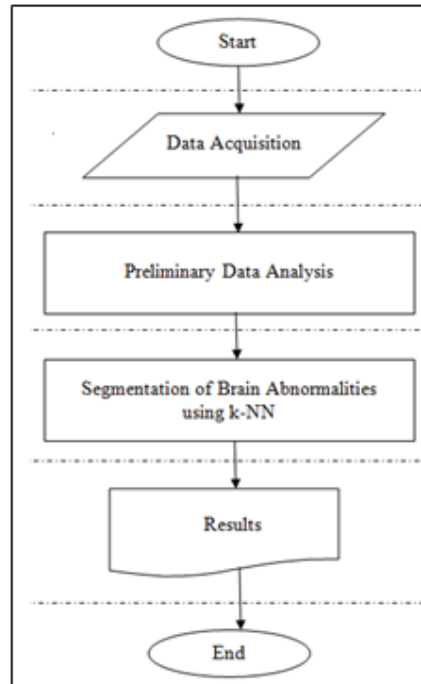 Start
Data Acquisition
Preliminary Data Analysis
Segmentation of Brain Abnormalities
using k-NN
Results
End